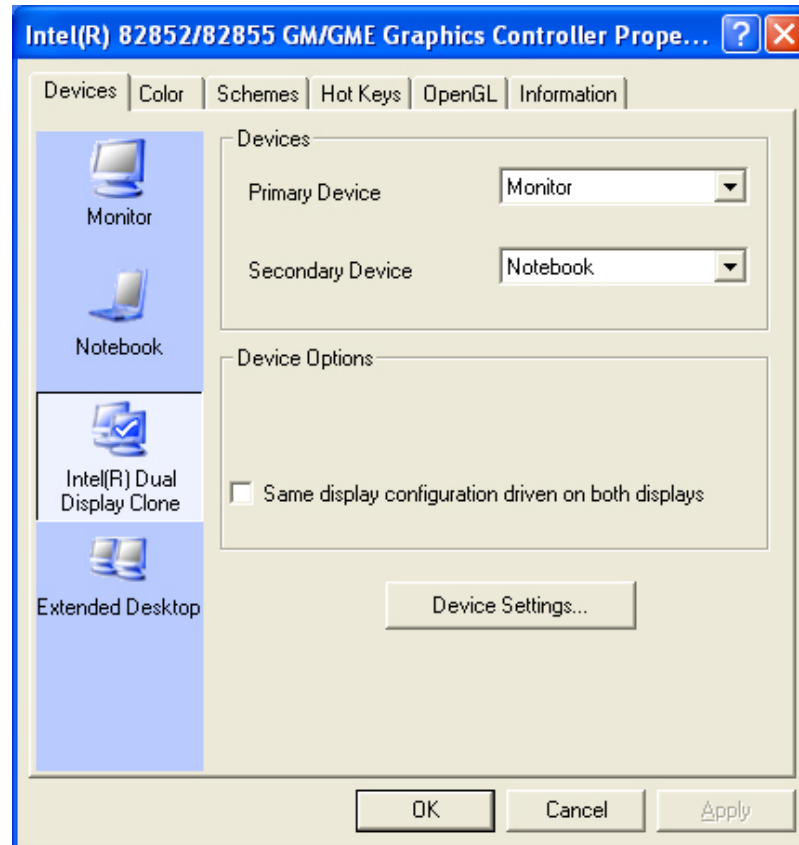 Intel(R) 82852/82855 GM/GME Graphics Controller Prope...
Devices
Color
Schemes
Hot Keys
OpenGL
Information
Monitor
Notebook
Intel(R) Dual
Display Clone
Extended Desktop
Devices
Primary Device
Monitor
Secondary Device
Notebook
Device Options
Same display configuration driven on both displays
Device Settings...
OK
Cancel
Apply